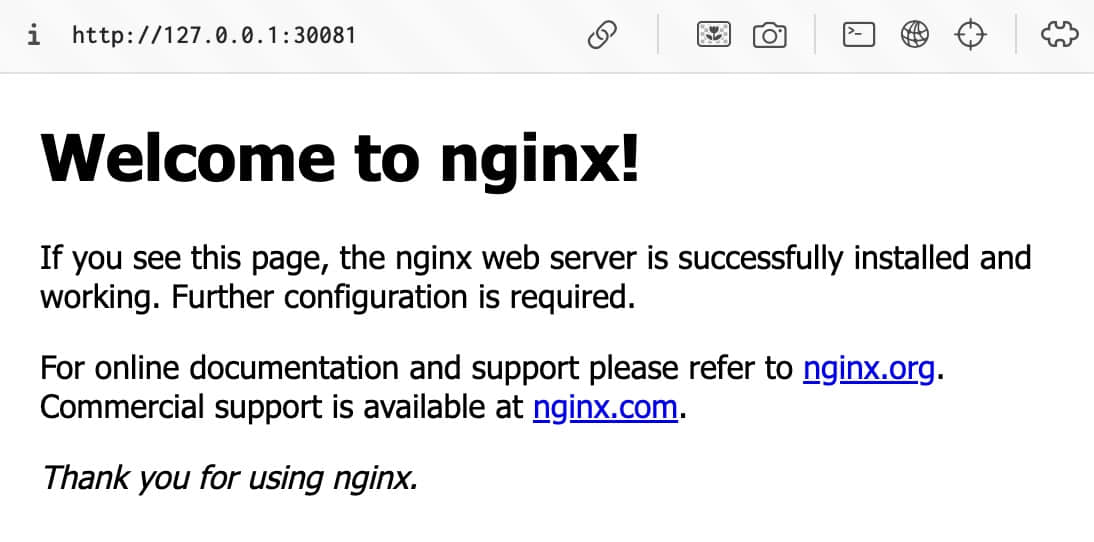 http://127.0.0.1:30081
Welcome to nginx!
If you see this page, the nginx web server is successfully installed and
working. Further configuration is required.
For online documentation and support please refer to nginx.org.
Commercial support is available at nginx.com.
Thank you for using nginx.